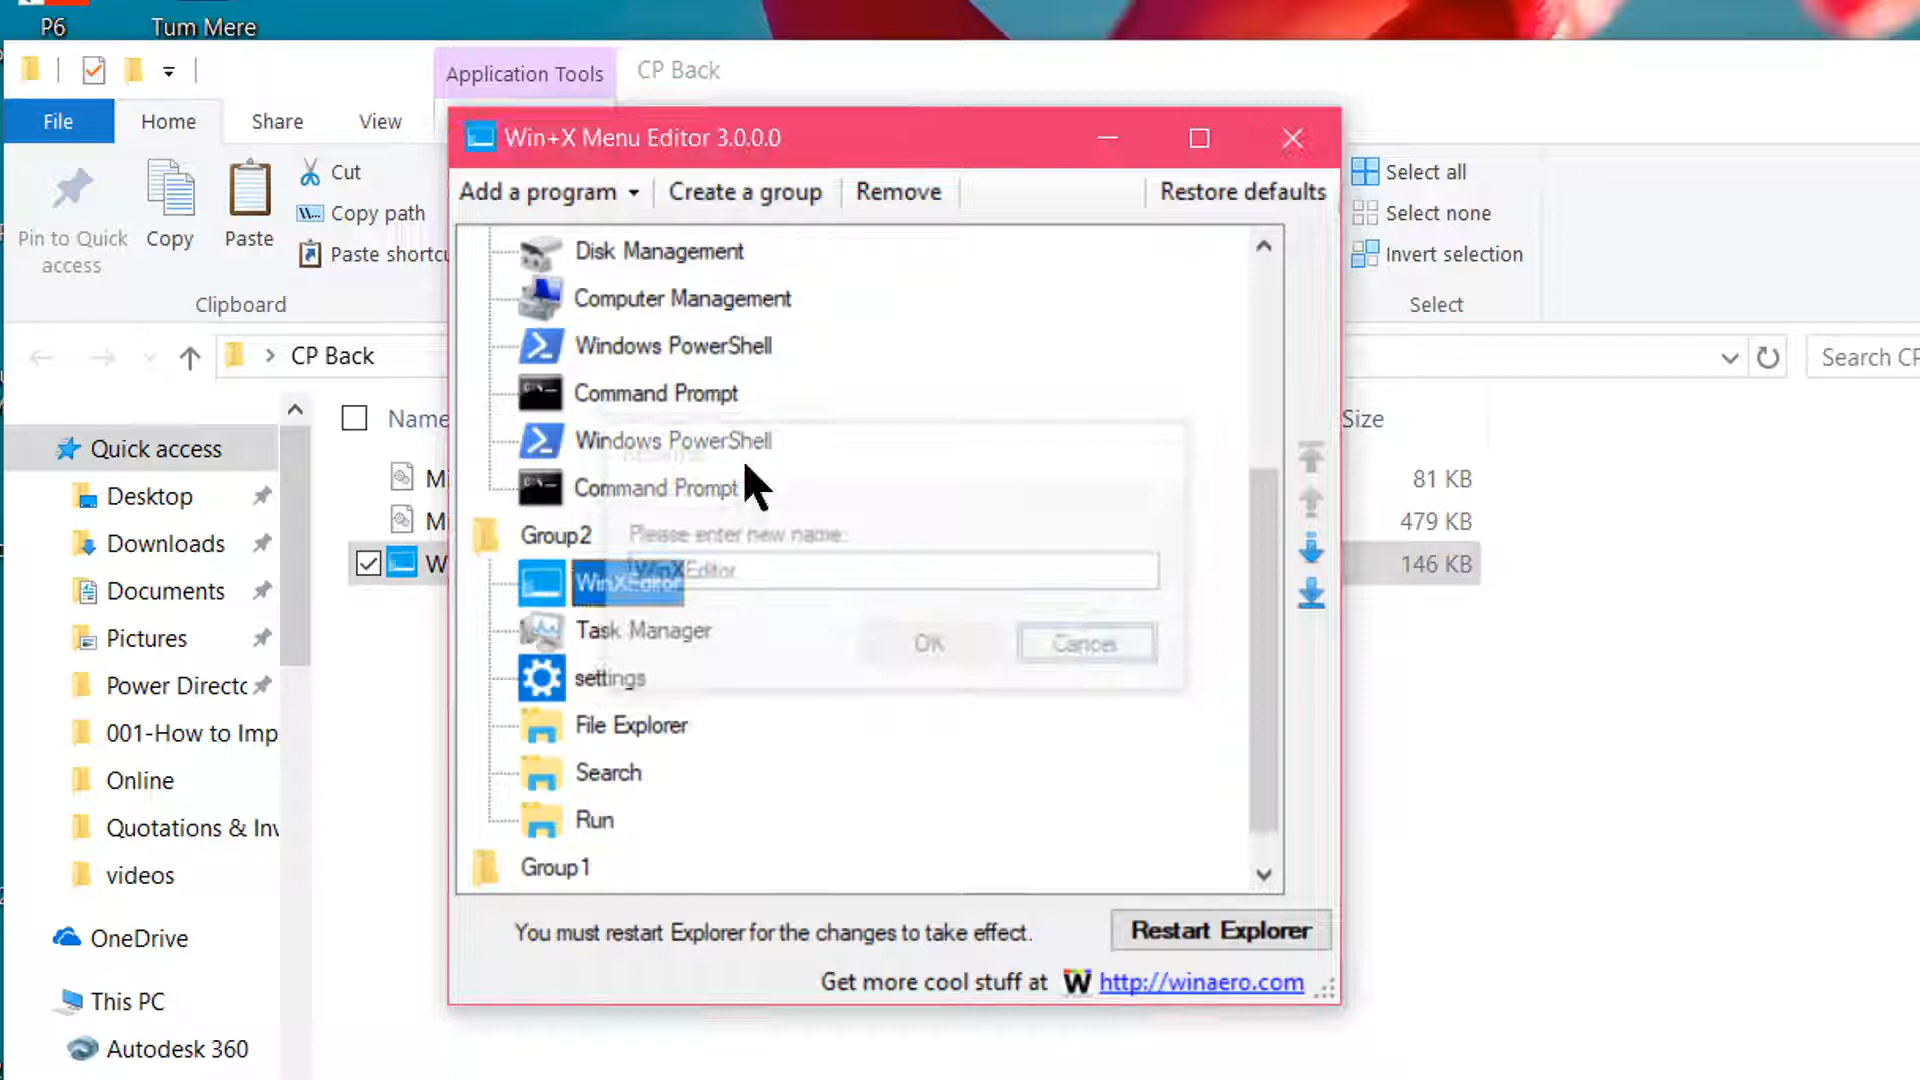 P6
Tum Mere
Application Tools
CP Back
File
Home
Share
View
Win+X Menu Editor 3.0.0.0
Pin to Quick
access
Copy
Paste
Cut
Copy path
Paste shortcu
Clipboard
Add a program
Create a group
Remove
Restore defaults
Select all
Select none
Invert selection
Select
CP Back
Search CP
Name
Size
81 KB
479 KB
W
146 KB
Quick access
Desktop
Downloads
Documents
Pictures
Power Directo
001-How to Imp
Online
Quotations & Inv
videos
OneDrive
This PC
Autodesk 360
Disk Management
Computer Management
Windows PowerShell
Command Prompt
Windows PowerShell
Command Prompt
Group2
WinXEditor
Task Manager
settings
File Explorer
Search
Run
Group1
Please enter new name:
WinXEditor
OK
Cancel
You must restart Explorer for the changes to take effect.
Restart Explorer
Get more cool stuff at W http://winaero.com